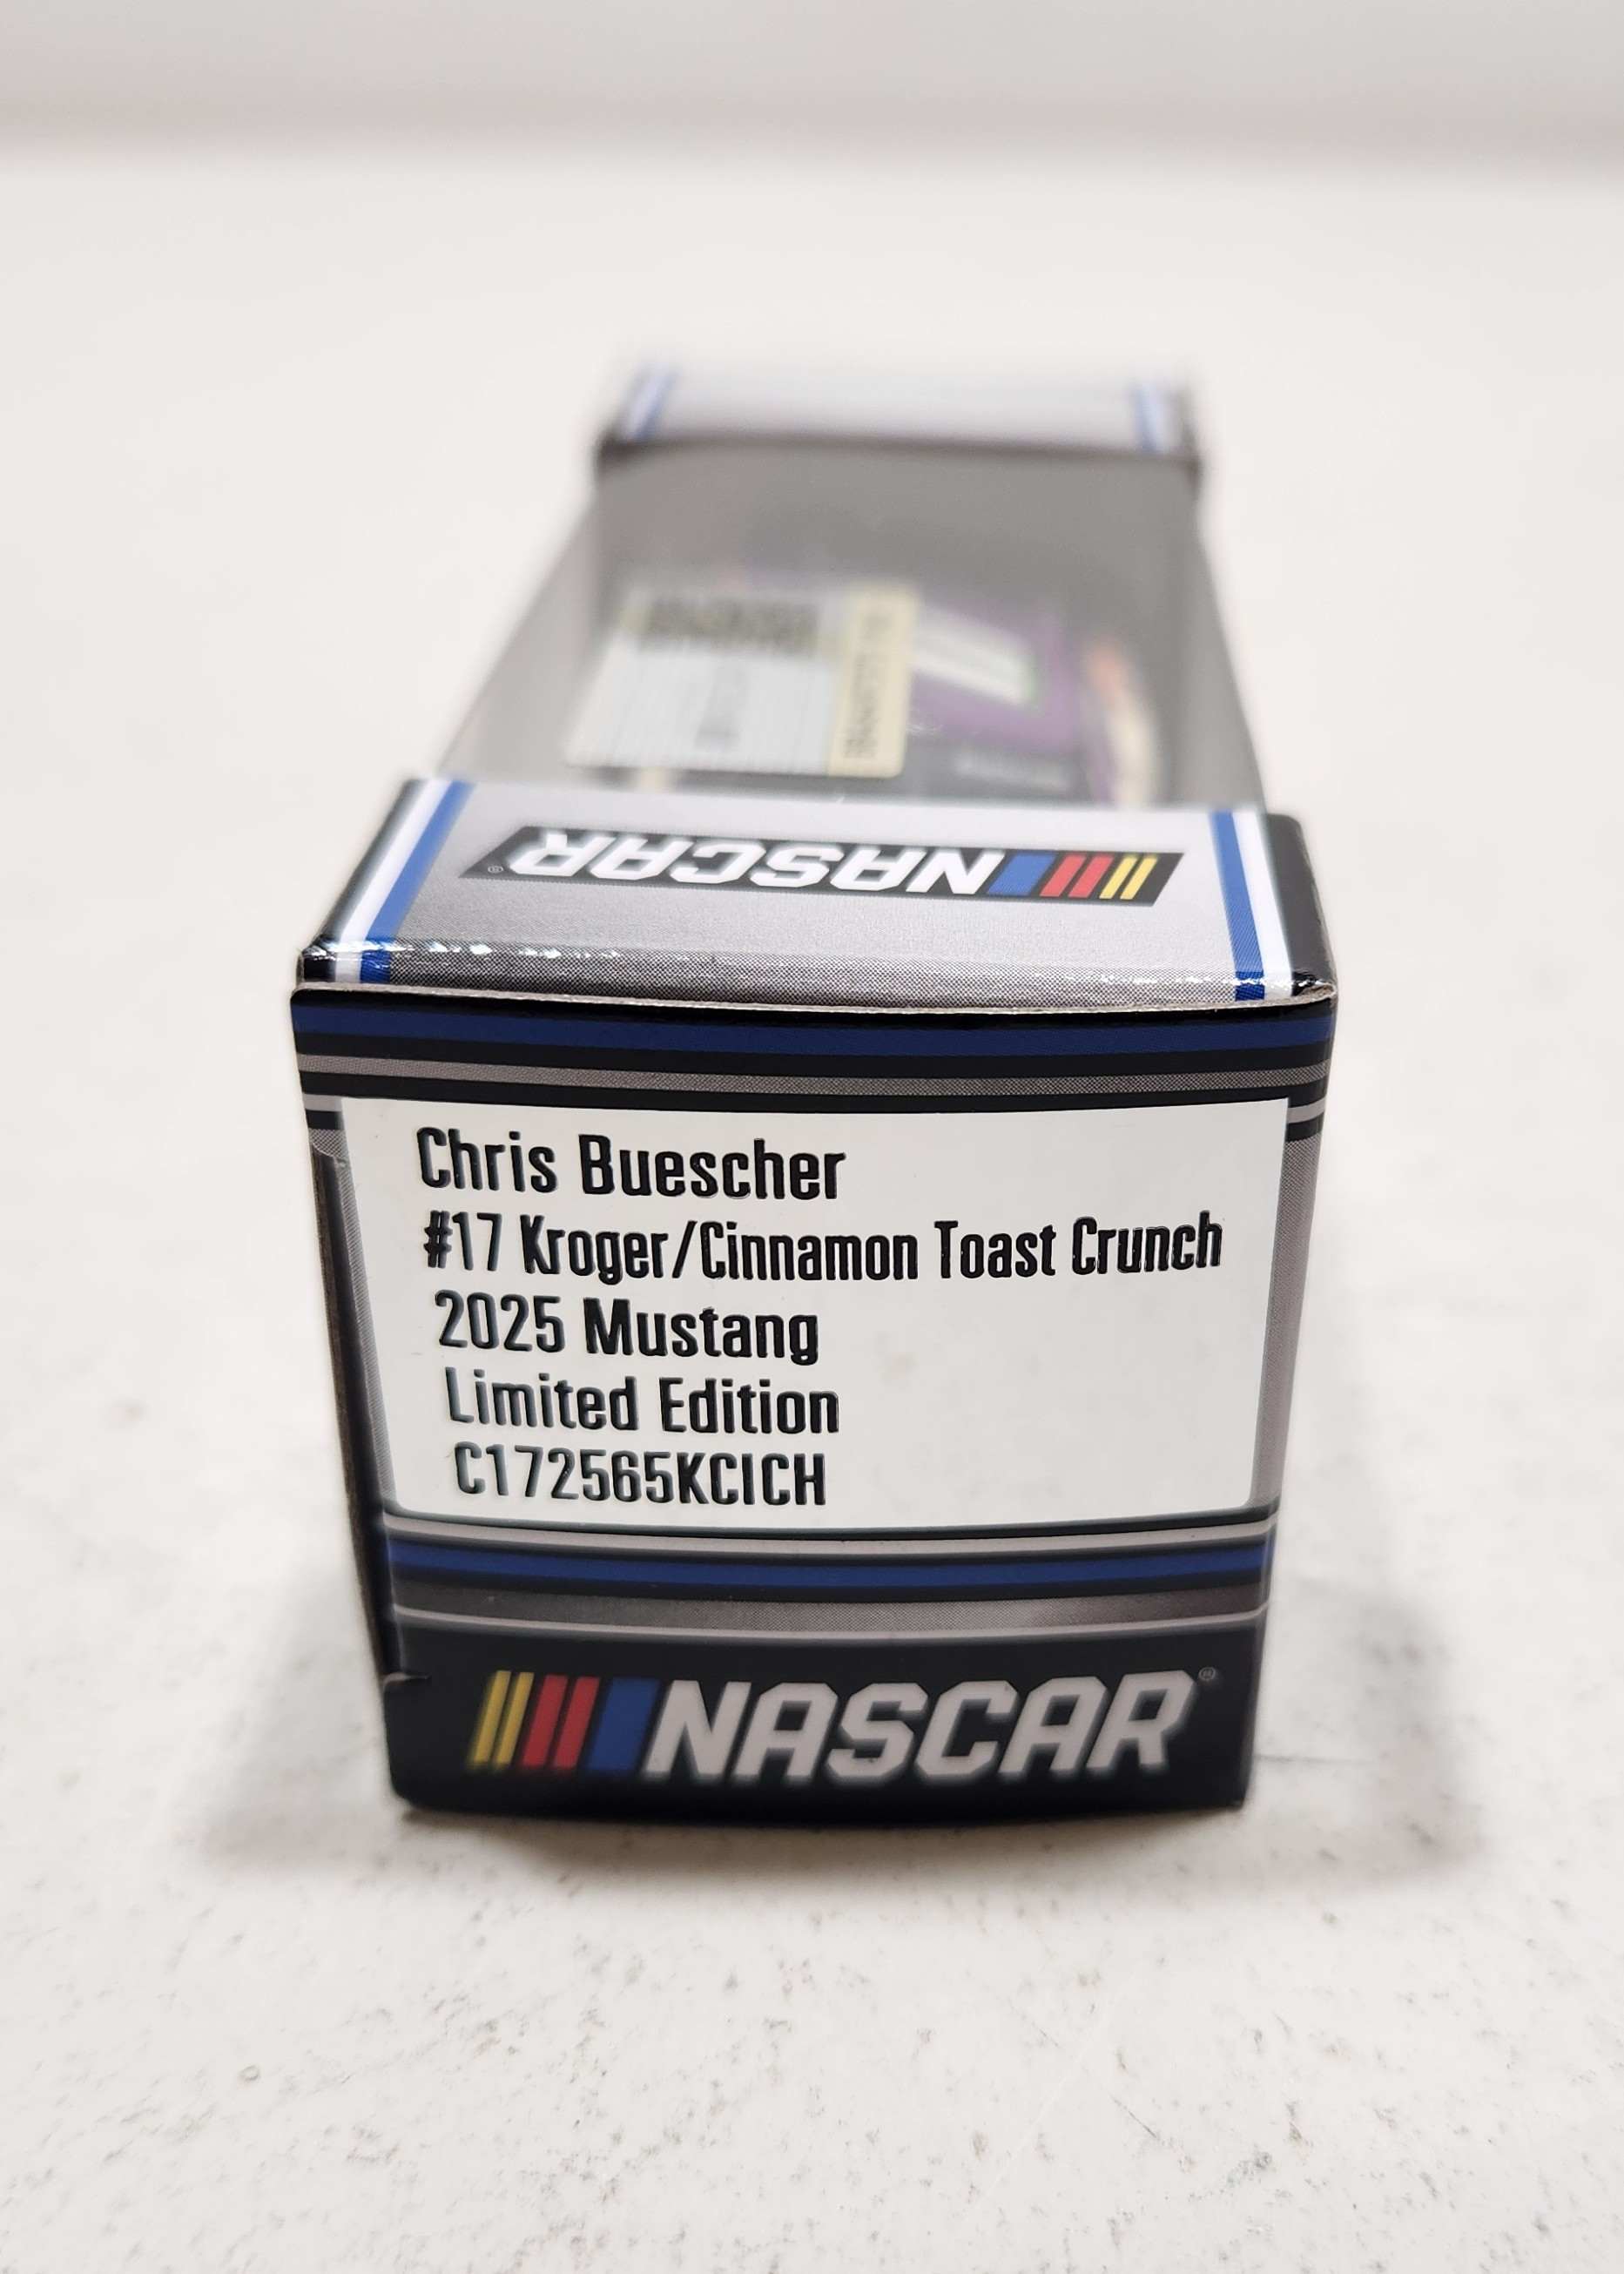 NASCAR
Chris Buescher
#17 Kroger/Cinnamon Toast Crunch
2025 Mustang
Limited Edition
C172565KCICH
NASCAR®